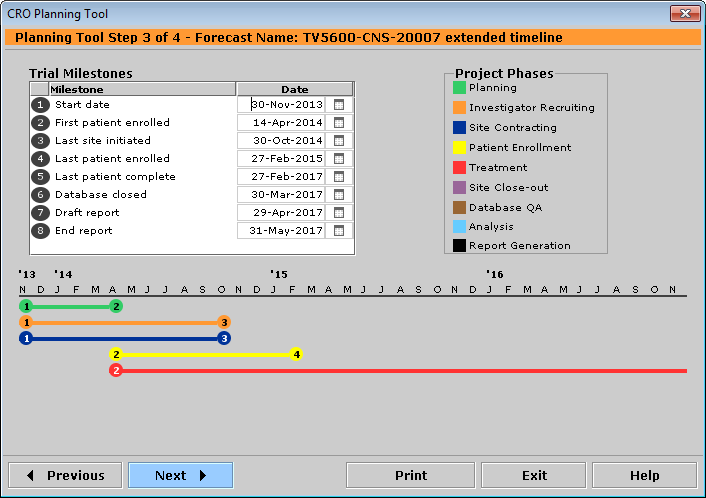 CRO Planning Tool
Planning Tool Step 3 of 4 - Forecast Name: TV5600-CNS-20007 extended timeline
Trial Milestones
Milestone Date
1 Start date 30-Nov-2013
2 First patient enrolled 14-Apr-2014
3 Last site initiated 30-Oct-2014
4 Last patient enrolled 27-Feb-2015
5 Last patient complete 27-Feb-2017
6 Database closed 30-Mar-2017
7 Draft report 29-Apr-2017
8 End report 31-May-2017
Project Phases
Planning
Investigator Recruiting
Site Contracting
Patient Enrollment
Treatment
Site Close-out
Database QA
Analysis
Report Generation
'13 '14 '15 '16
N D J F M A M J J A S O N D J F M A M J J A S O N D J F M A M J J A S O N
1 2
1 3
1 3
2 4
2
Previous Next Print Exit Help